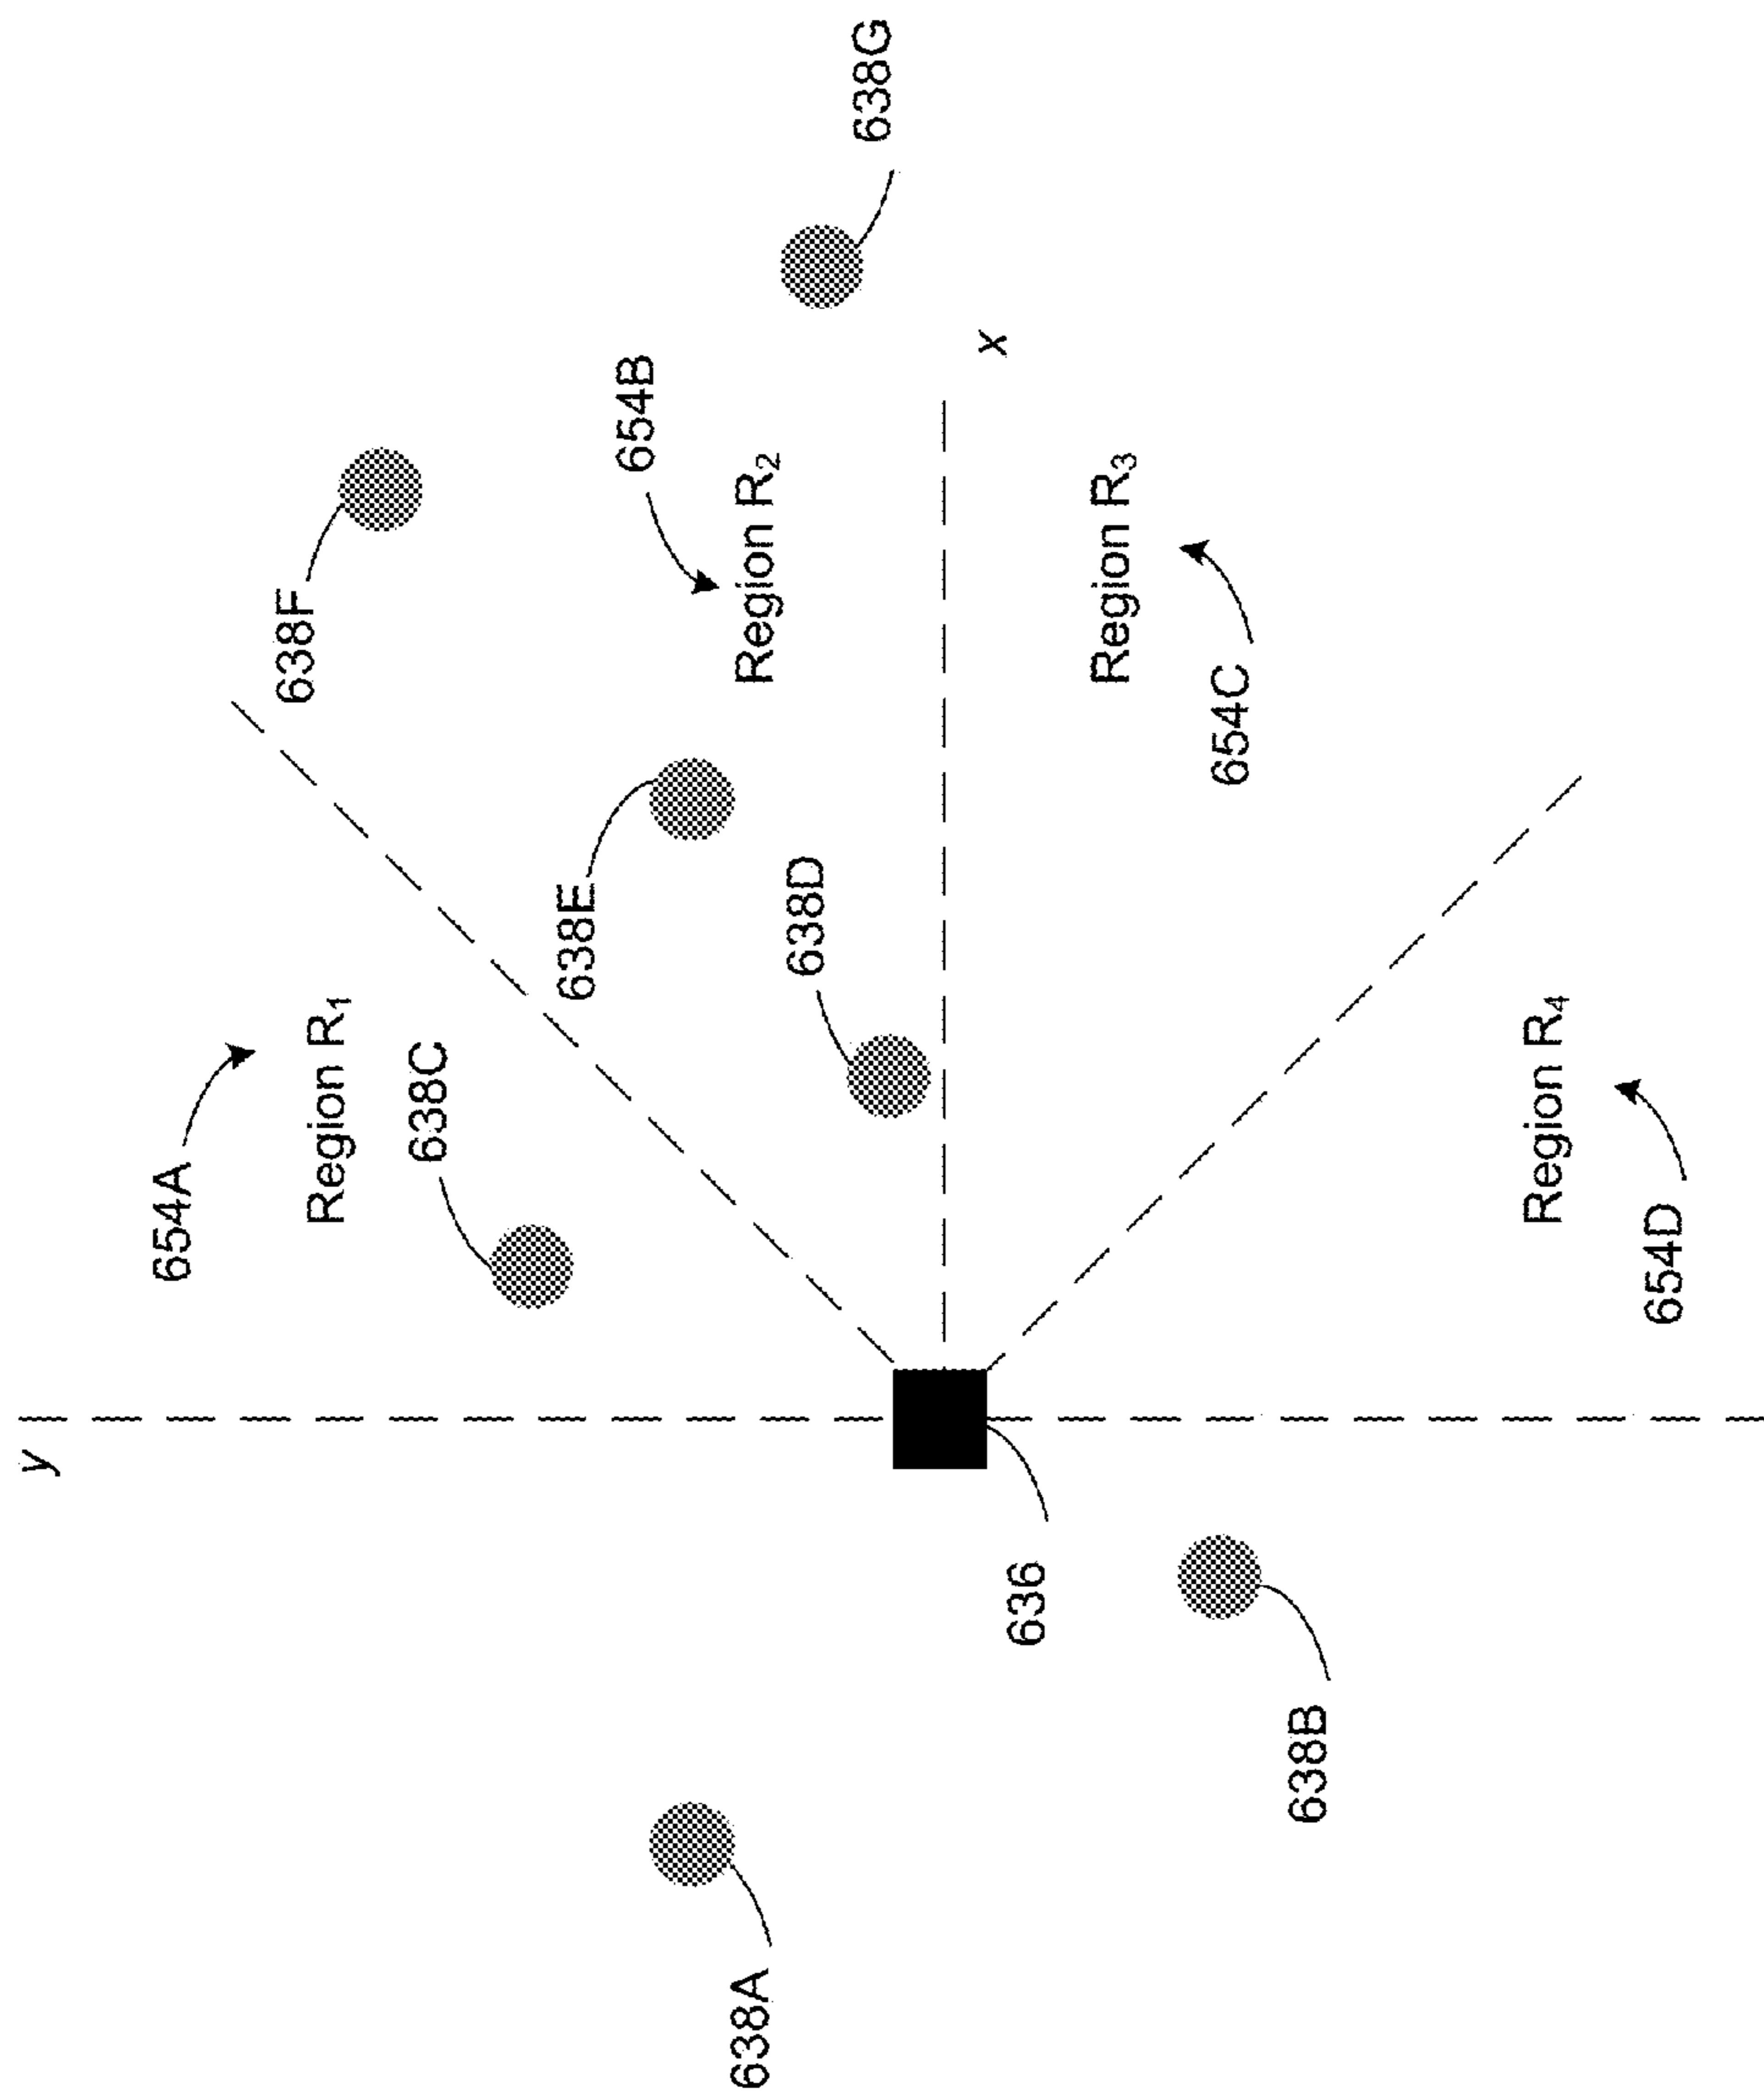 y
654A
638F
Region R₁
638C
638E
654B
638A
Region R₂
638D
638G
x
636
Region R₃
654C
638B
Region R₄
654D